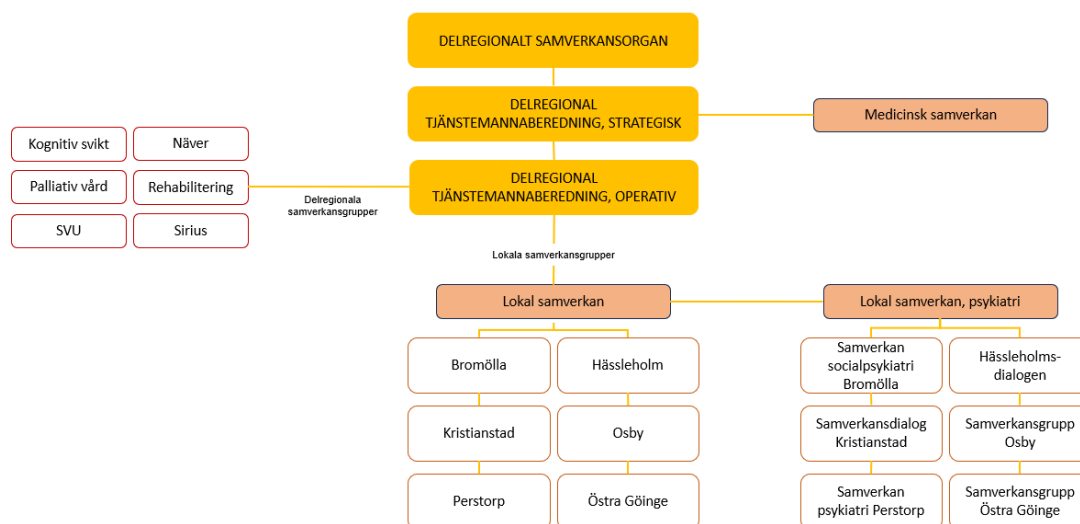 DELREGIONALT SAMVERKANSORGAN
DELREGIONAL
TJÄNSTEMANNABEREDNING, STRATEGISK
Medicinsk samverkan
Kognitiv svikt
Näver
DELREGIONAL
TJÄNSTEMANNABEREDNING, OPERATIV
Palliativ vård
Rehabilitering
Delregionala
samverkansgrupper
SVU
Sirius
Lokala samverkansgrupper
Lokal samverkan
Lokal samverkan, psykiatri
Bromölla
Hässleholm
Samverkan
socialpsykiatri
Bromölla
Hässleholms-
dialogen
Kristianstad
Osby
Samverkansdialog
Kristianstad
Samverkansgrupp
Osby
Perstorp
Östra Göinge
Samverkan
psykiatri Perstorp
Samverkansgrupp
Östra Göinge